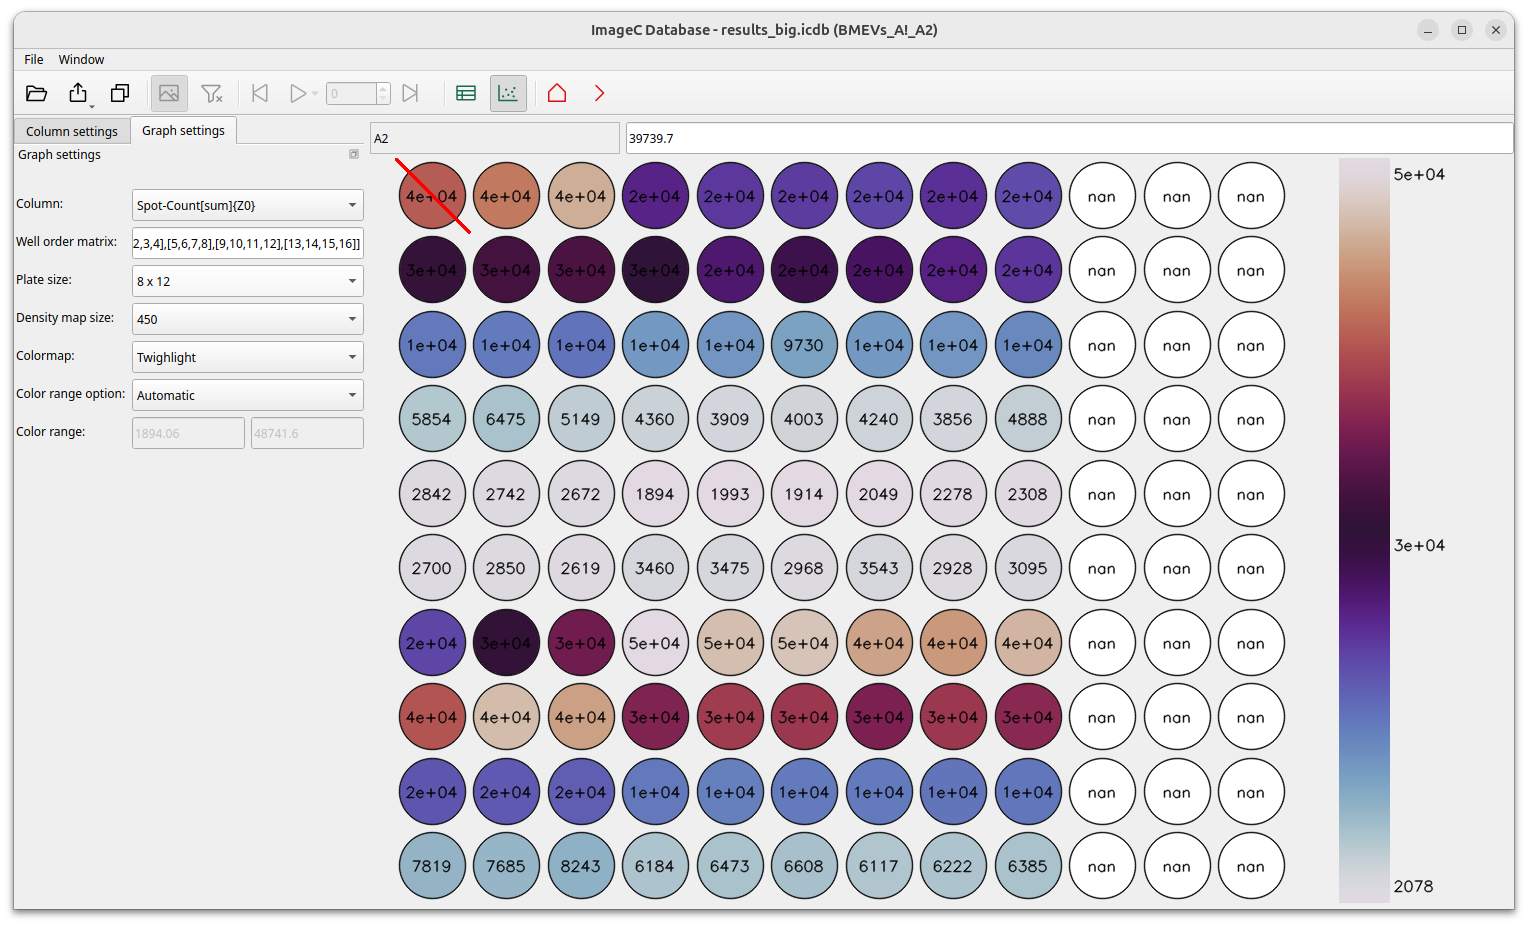 ImageC Database - results_big.icdb (BMEVs_A!_A2)
File Window
0
Column settings Graph settings
A2 39739.7
Graph settings
Column: Spot-Count[sum]{Z0}
Well order matrix: 2,3,4],[5,6,7,8],[9,10,11,12],[13,14,15,16]]
Plate size: 8 x 12
Density map size: 450
Colormap: Twighlight
Color range option: Automatic
Color range: 1894.06 48741.6
4e+04 4e+04 4e+04 2e+04 2e+04 2e+04 2e+04 2e+04 2e+04 nan nan nan
3e+04 3e+04 3e+04 3e+04 2e+04 2e+04 2e+04 2e+04 2e+04 nan nan nan
1e+04 1e+04 1e+04 1e+04 1e+04 9730 1e+04 1e+04 1e+04 nan nan nan
5854 6475 5149 4360 3909 4003 4240 3856 4888 nan nan nan
2842 2742 2672 1894 1993 1914 2049 2278 2308 nan nan nan
2700 2850 2619 3460 3475 2968 3543 2928 3095 nan nan nan
2e+04 3e+04 3e+04 5e+04 5e+04 5e+04 4e+04 4e+04 4e+04 nan nan nan
4e+04 4e+04 4e+04 3e+04 3e+04 3e+04 3e+04 3e+04 3e+04 nan nan nan
2e+04 2e+04 2e+04 1e+04 1e+04 1e+04 1e+04 1e+04 1e+04 nan nan nan
7819 7685 8243 6184 6473 6608 6117 6222 6385 nan nan nan
5e+04
3e+04
2078